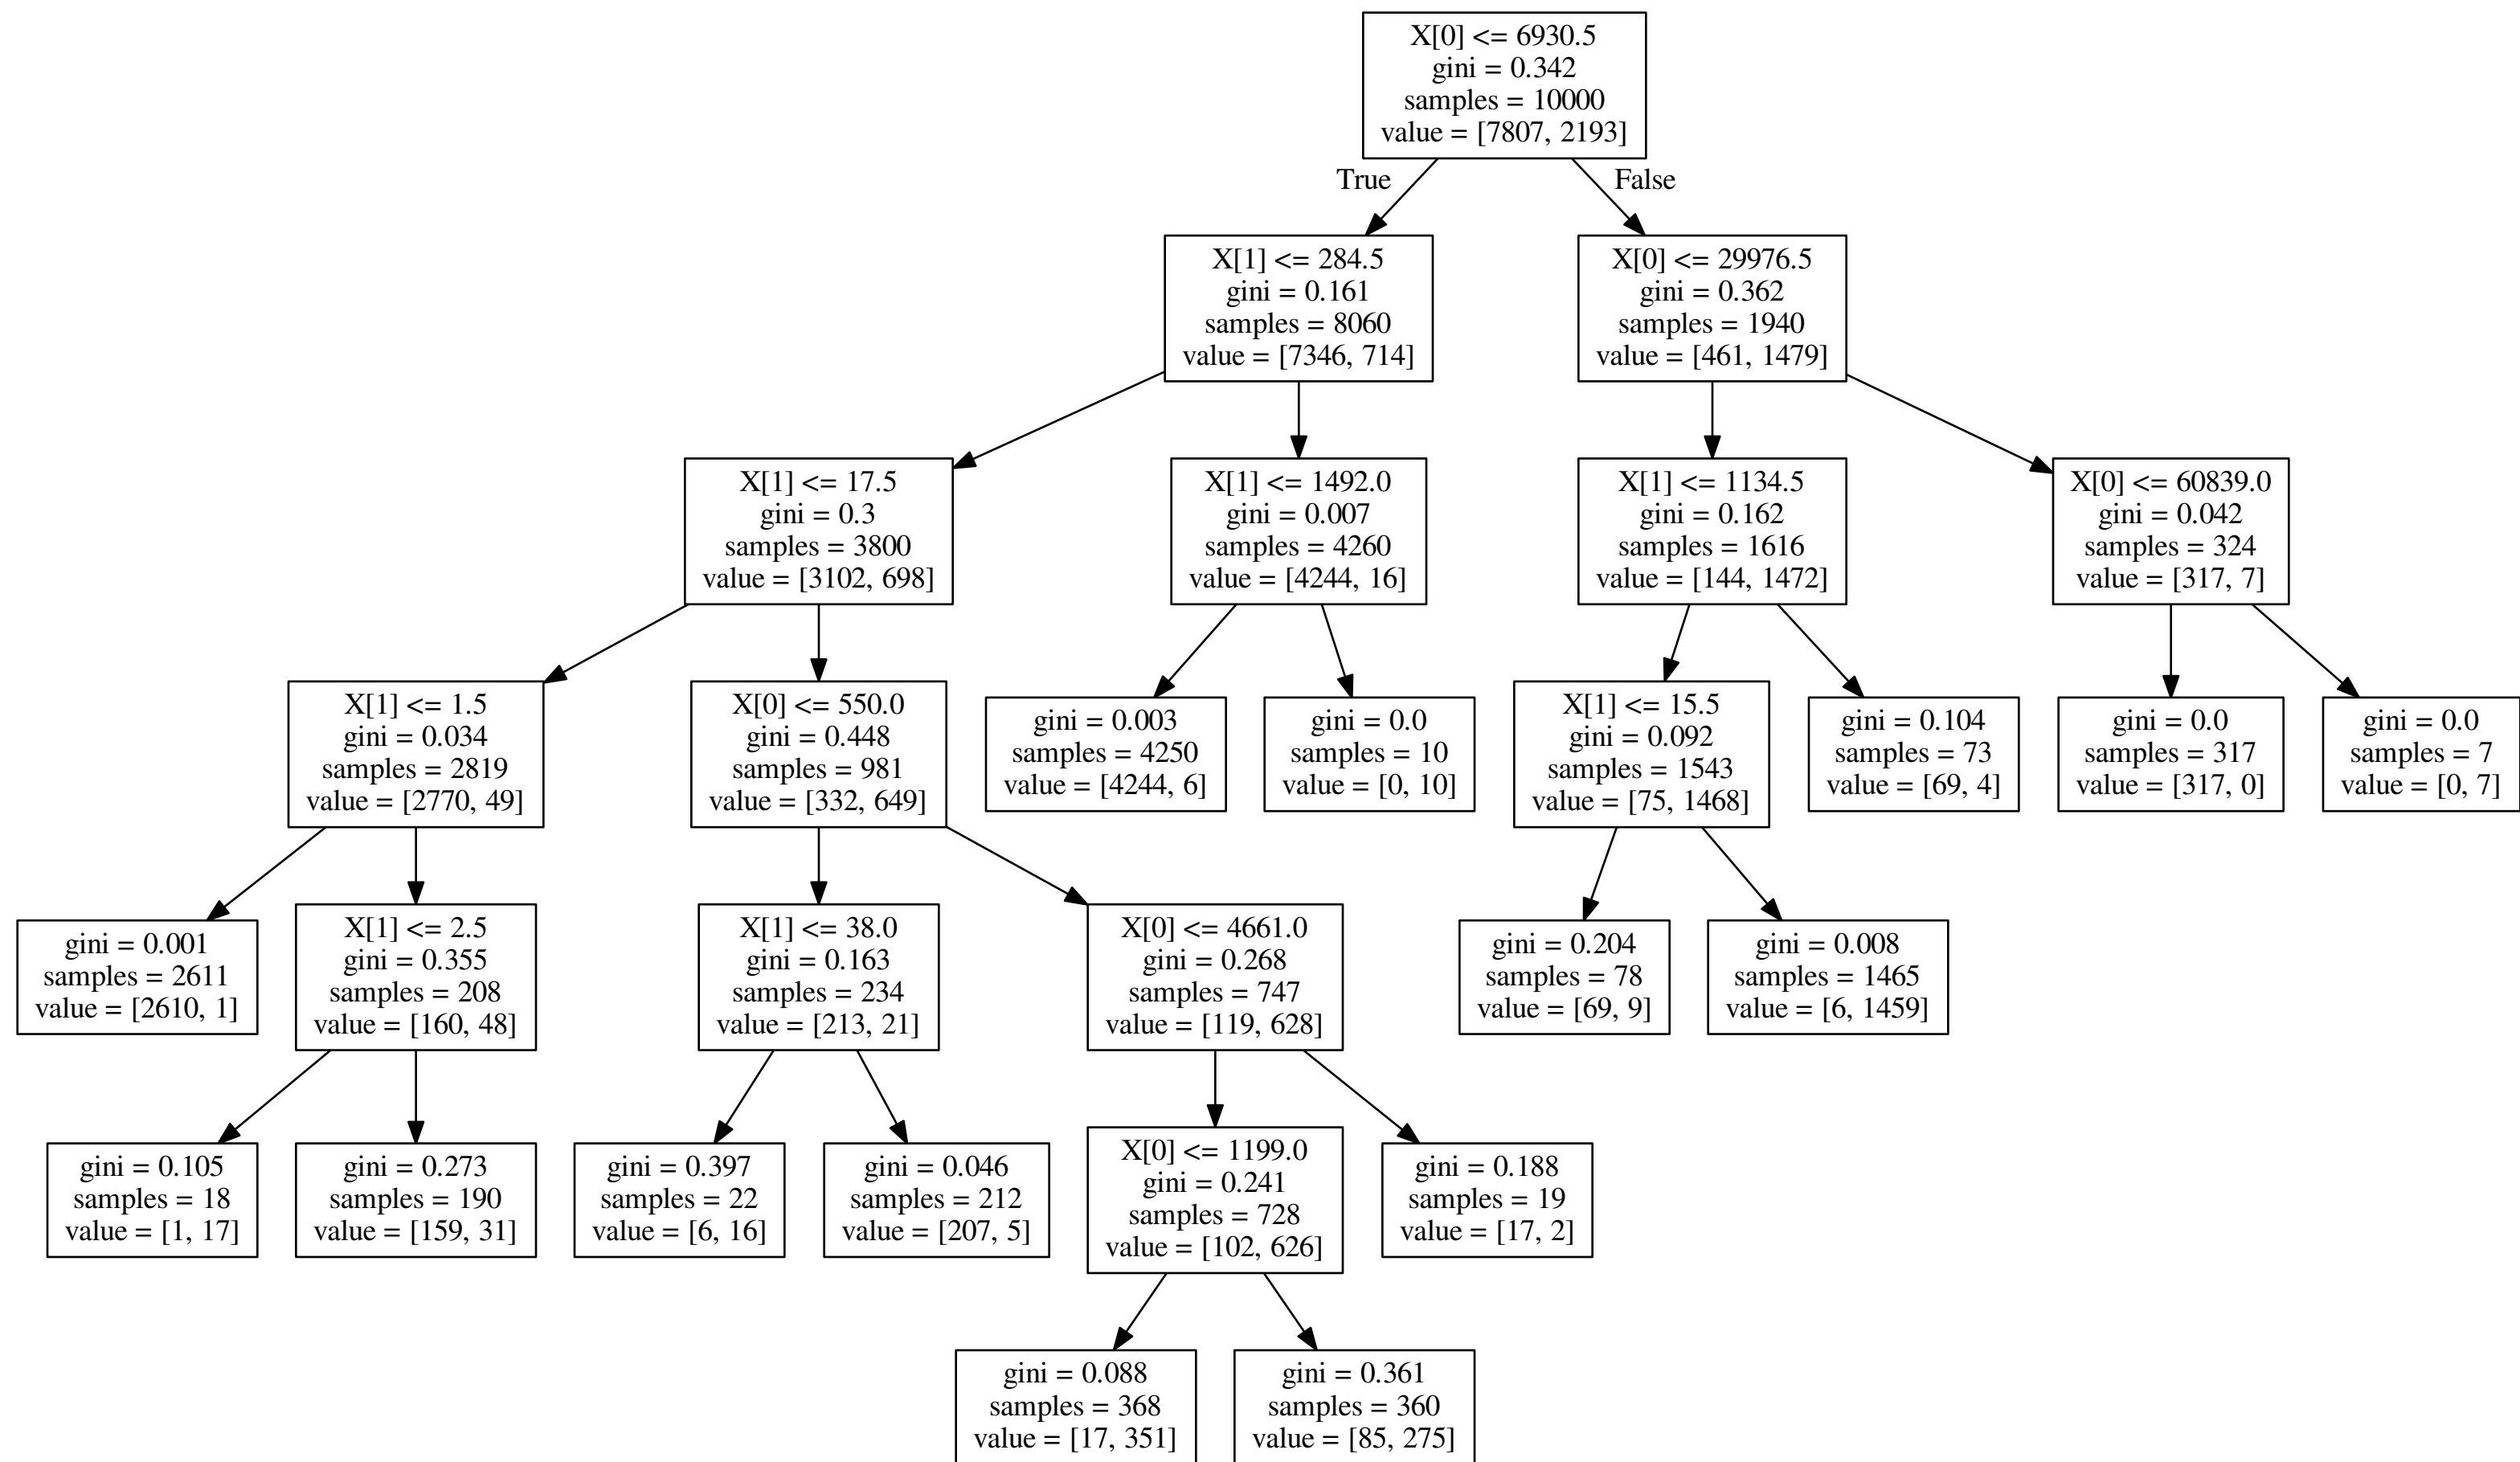 X[0] <= 6930.5
gini = 0.342
samples = 10000
value = [7807, 2193]
True
False
X[1] <= 284.5
gini = 0.161
samples = 8060
value = [7346, 714]
X[0] <= 29976.5
gini = 0.362
samples = 1940
value = [461, 1479]
X[1] <= 17.5
gini = 0.3
samples = 3800
value = [3102, 698]
X[1] <= 1492.0
gini = 0.007
samples = 4260
value = [4244, 16]
X[1] <= 1134.5
gini = 0.162
samples = 1616
value = [144, 1472]
X[0] <= 60839.0
gini = 0.042
samples = 324
value = [317, 7]
X[1] <= 1.5
gini = 0.034
samples = 2819
value = [2770, 49]
X[0] <= 550.0
gini = 0.448
samples = 981
value = [332, 649]
gini = 0.003
samples = 4250
value = [4244, 6]
gini = 0.0
samples = 10
value = [0, 10]
X[1] <= 15.5
gini = 0.092
samples = 1543
value = [75, 1468]
gini = 0.104
samples = 73
value = [69, 4]
gini = 0.0
samples = 317
value = [317, 0]
gini = 0.0
samples = 7
value = [0, 7]
gini = 0.001
samples = 2611
value = [2610, 1]
X[1] <= 2.5
gini = 0.355
samples = 208
value = [160, 48]
X[1] <= 38.0
gini = 0.163
samples = 234
value = [213, 21]
X[0] <= 4661.0
gini = 0.268
samples = 747
value = [119, 628]
gini = 0.204
samples = 78
value = [69, 9]
gini = 0.008
samples = 1465
value = [6, 1459]
gini = 0.105
samples = 18
value = [1, 17]
gini = 0.273
samples = 190
value = [159, 31]
gini = 0.397
samples = 22
value = [6, 16]
gini = 0.046
samples = 212
value = [207, 5]
X[0] <= 1199.0
gini = 0.241
samples = 728
value = [102, 626]
gini = 0.188
samples = 19
value = [17, 2]
gini = 0.088
samples = 368
value = [17, 351]
gini = 0.361
samples = 360
value = [85, 275]